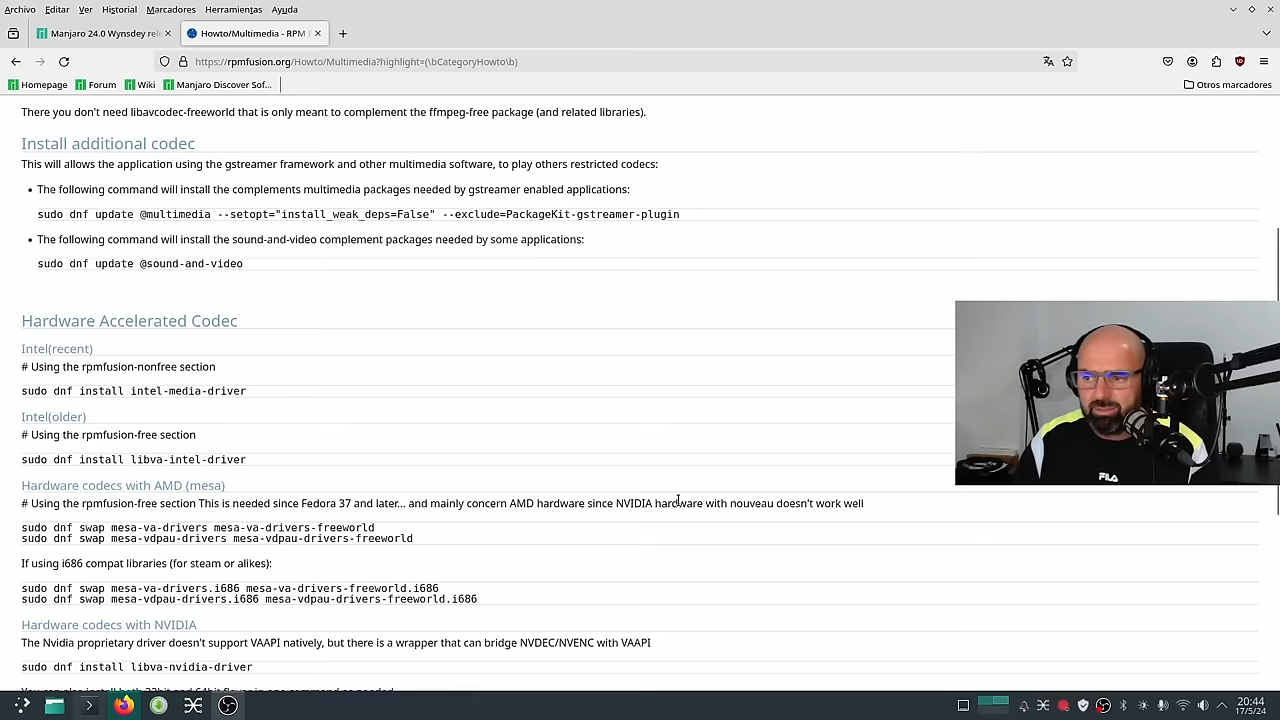 Archivo Editar Ver Historial Marcadores Herramientas Ayuda
Manjaro 24.0 Wynsdey rel
Howto/Multimedia - RPM F
https://rpmfusion.org/Howto/Multimedia?highlight=(\bCategoryHowto\b)
Homepage Forum Wiki Manjaro Discover Sof... Otros marcadores
There you don't need libavcodec-freeworld that is only meant to complement the ffmpeg-free package (and related libraries).
Install additional codec
This will allows the application using the gstreamer framework and other multimedia software, to play others restricted codecs:
• The following command will install the complements multimedia packages needed by gstreamer enabled applications:
sudo dnf update @multimedia --setopt="install_weak_deps=False" --exclude=PackageKit-gstreamer-plugin
• The following command will install the sound-and-video complement packages needed by some applications:
sudo dnf update @sound-and-video
Hardware Accelerated Codec
Intel(recent)
# Using the rpmfusion-nonfree section
sudo dnf install intel-media-driver
Intel(older)
# Using the rpmfusion-free section
sudo dnf install libva-intel-driver
Hardware codecs with AMD (mesa)
# Using the rpmfusion-free section This is needed since Fedora 37 and later... and mainly concern AMD hardware since NVIDIA hardware with nouveau doesn't work well
sudo dnf swap mesa-va-drivers mesa-va-drivers-freeworld
sudo dnf swap mesa-vdpau-drivers mesa-vdpau-drivers-freeworld
If using i686 compat libraries (for steam or alikes):
sudo dnf swap mesa-va-drivers.i686 mesa-va-drivers-freeworld.i686
sudo dnf swap mesa-vdpau-drivers.i686 mesa-vdpau-drivers-freeworld.i686
Hardware codecs with NVIDIA
The Nvidia proprietary driver doesn't support VAAPI natively, but there is a wrapper that can bridge NVDEC/NVENC with VAAPI
sudo dnf install libva-nvidia-driver
FILA
20:44
17/5/24